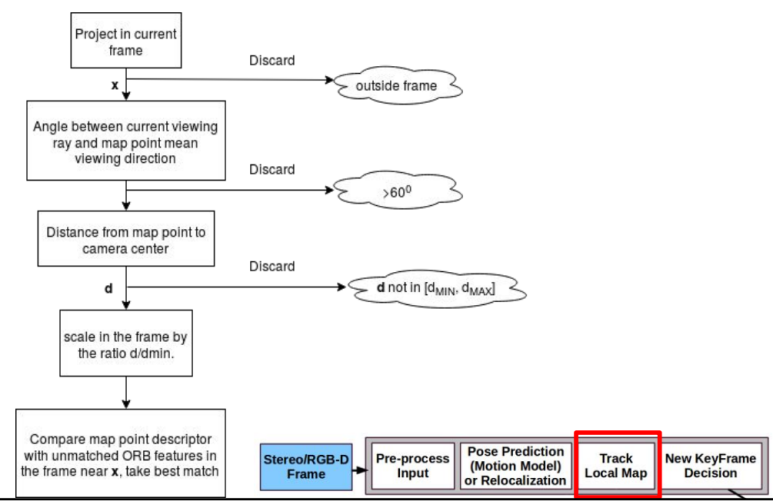 Project in current
frame
Discard
x
outside frame
Angle between current viewing
ray and map point mean
viewing direction
Discard
>60⁰
Distance from map point to
camera center
Discard
d
d not in [dMIN, dMAX]
scale in the frame by
the ratio d/dmin.
Compare map point descriptor
with unmatched ORB features in
the frame near x, take best match
Stereo/RGB-D
Frame
Pre-process
Input
Pose Prediction
(Motion Model)
or Relocalization
Track
Local Map
New KeyFrame
Decision